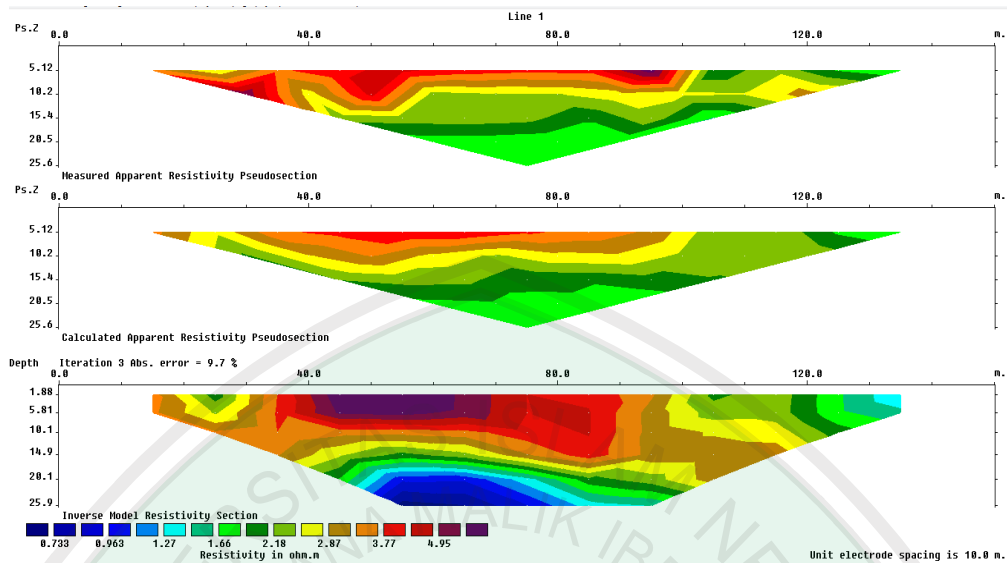 Line 1
Ps.Z 0.0 40.0 80.0 120.0 m.
5.12
10.2
15.4
20.5
25.6
Measured Apparent Resistivity Pseudosection
Ps.Z 0.0 40.0 80.0 120.0 m.
5.12
10.2
15.4
20.5
25.6
Calculated Apparent Resistivity Pseudosection
Depth Iteration 3 Abs. error = 9.7 %
0.0 40.0 80.0 120.0 m.
1.88
5.81
10.1
14.9
20.1
25.9
Inverse Model Resistivity Section
0.733 0.963 1.27 1.66 2.18 2.87 3.77 4.95
Resistivity in ohm.m
Unit electrode spacing is 10.0 m.